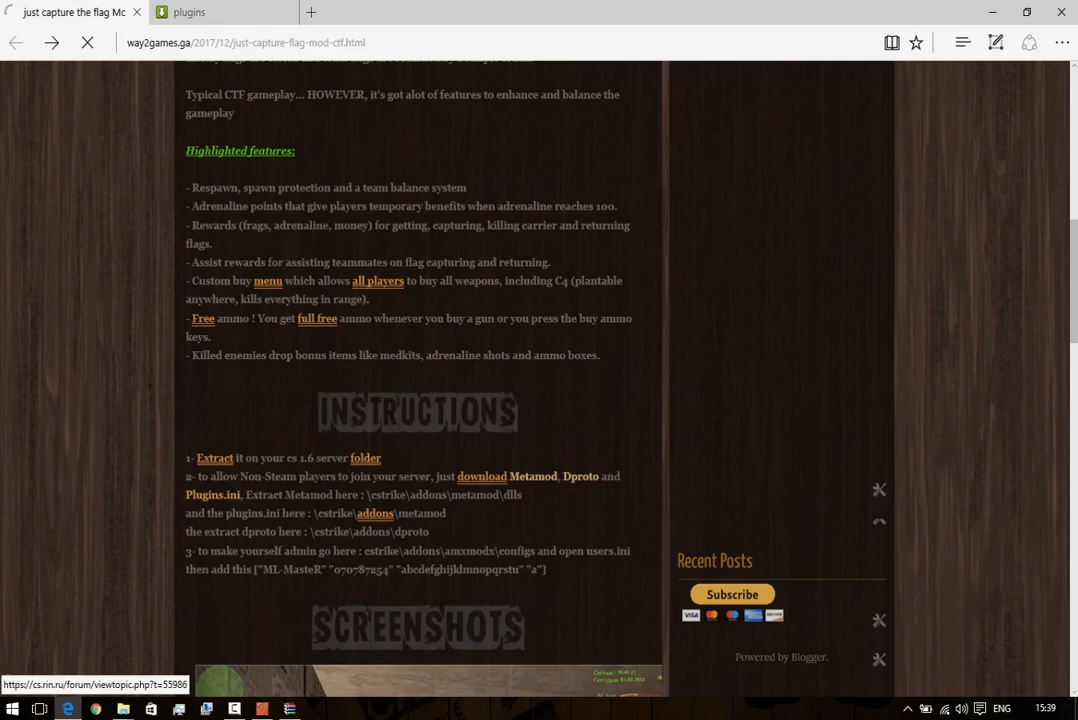 just capture the flag Mc
plugins
way2games.ga/2017/12/just-capture-flag-mod-ctf.html
Typical CTF gameplay... HOWEVER, it's got alot of features to enhance and balance the
gameplay
Highlighted features:
- Respawn, spawn protection and a team balance system
- Adrenaline points that give players temporary benefits when adrenaline reaches 100.
- Rewards (frags, adrenaline, money) for getting, capturing, killing carrier and returning
flags.
- Assist rewards for assisting teammates on flag capturing and returning.
- Custom buy menu which allows all players to buy all weapons, including C4 (plantable
anywhere, kills everything in range).
- Free ammo ! You get full free ammo whenever you buy a gun or you press the buy ammo
keys.
- Killed enemies drop bonus items like medkits, adrenaline shots and ammo boxes.
INSTRUCTIONS
1- Extract it on your cs 1.6 server folder
2- to allow Non-Steam players to join your server, just download Metamod, Dproto and
Plugins.ini, Extract Metamod here : \cstrike\addons\metamod\dlls
and the plugins.ini here : \cstrike\addons\metamod
the extract dproto here : \cstrike\addons\dproto
3- to make yourself admin go here : cstrike\addons\amxmodx\configs and open users.ini
then add this ["ML-MasteR" "070787254" "abcdefghijklmnopqrstu" "a"]
SCREENSHOTS
Recent Posts
Subscribe
VISA
Powered by Blogger.
https://cs.rin.ru/forum/viewtopic.php?t=55986
ENG
15:39